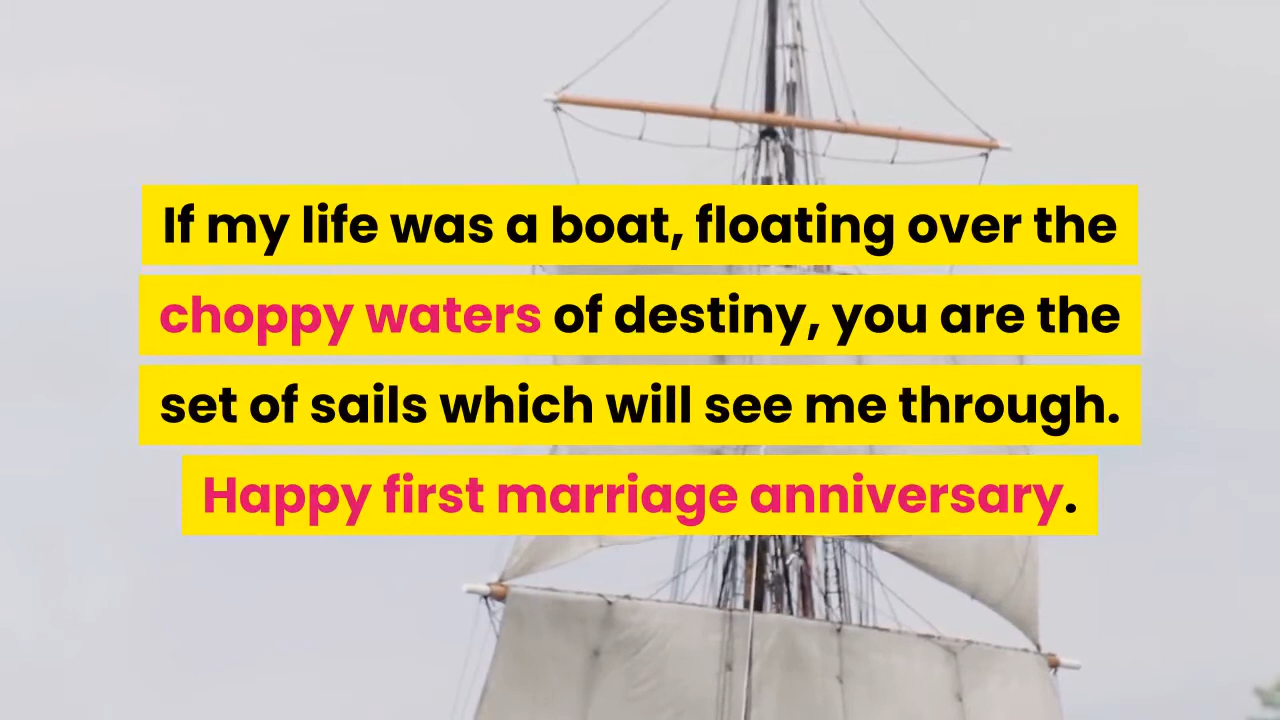 If my life was a boat, floating over the
choppy waters of destiny, you are the
set of sails which will see me through.
Happy first marriage anniversary.